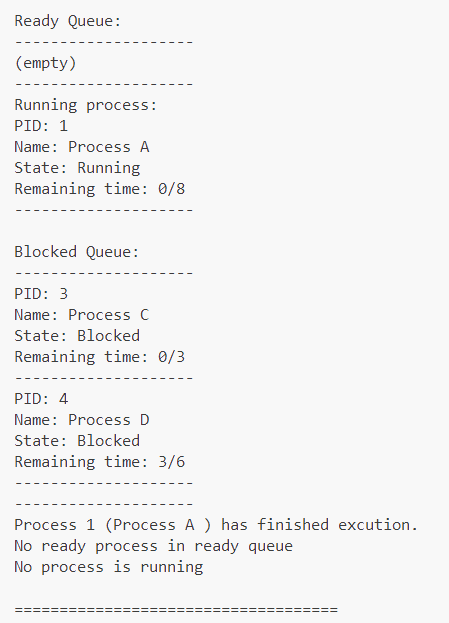 Ready Queue:
--------------------
(empty)
--------------------
Running process:
PID: 1
Name: Process A
State: Running
Remaining time: 0/8
--------------------
Blocked Queue:
--------------------
PID: 3
Name: Process C
State: Blocked
Remaining time: 0/3
--------------------
PID: 4
Name: Process D
State: Blocked
Remaining time: 3/6
--------------------
--------------------
Process 1 (Process A ) has finished excution.
No ready process in ready queue
No process is running
====================================